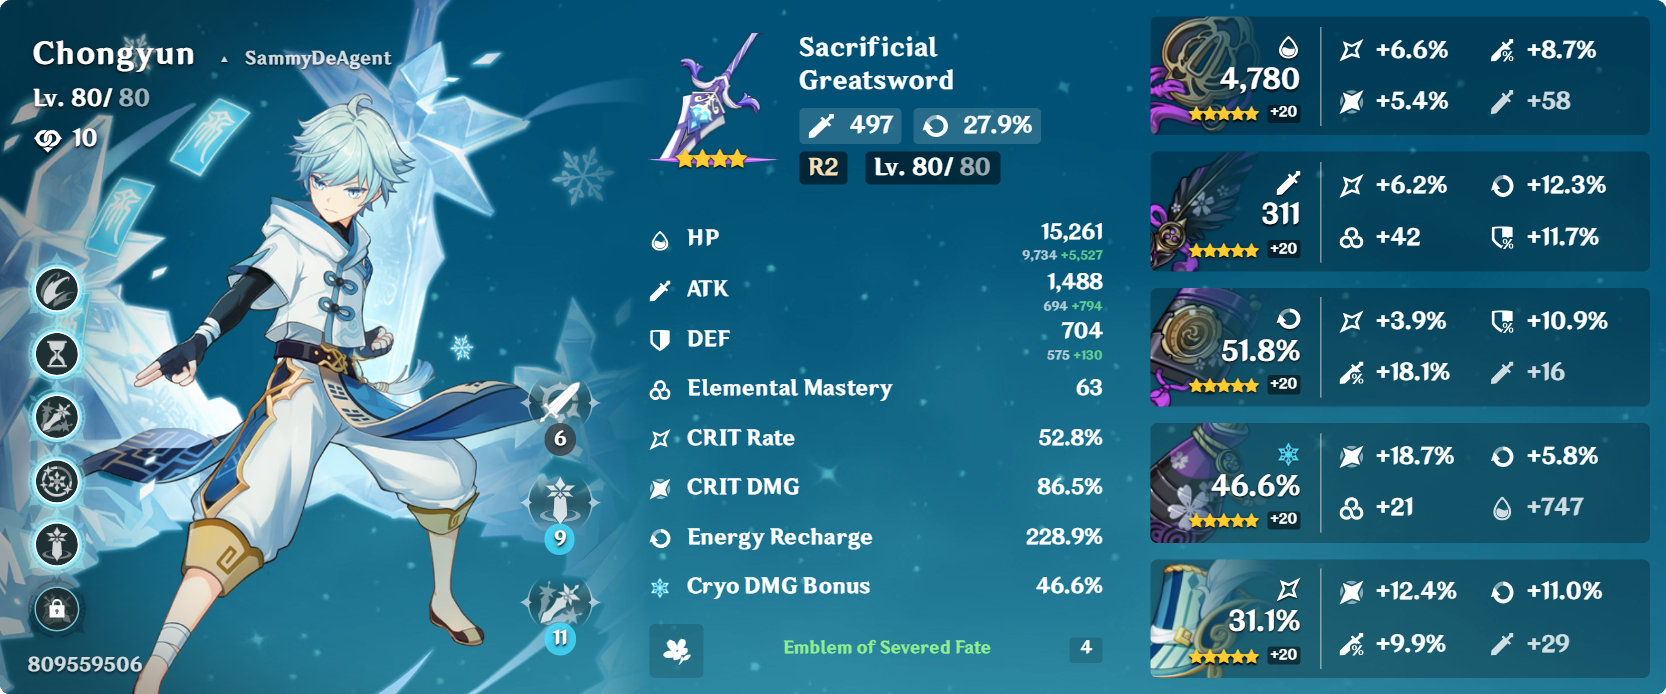 Chongyun
SammyDeAgent
Lv. 80/ 80
10
6
9
11
809559506
Sacrificial
Greatsword
497 27.9%
R2 Lv. 80/ 80
HP 15,261
9,734 +5,527
ATK 1,488
694 +794
DEF 704
575 +130
Elemental Mastery 63
CRIT Rate 52.8%
CRIT DMG 86.5%
Energy Recharge 228.9%
Cryo DMG Bonus 46.6%
Emblem of Severed Fate 4
4,780
+20
+6.6% +8.7%
+5.4% +58
311
+20
+6.2% +12.3%
+42 +11.7%
51.8%
+20
+3.9% +10.9%
+18.1% +16
46.6%
+20
+18.7% +5.8%
+21 +747
31.1%
+20
+12.4% +11.0%
+9.9% +29